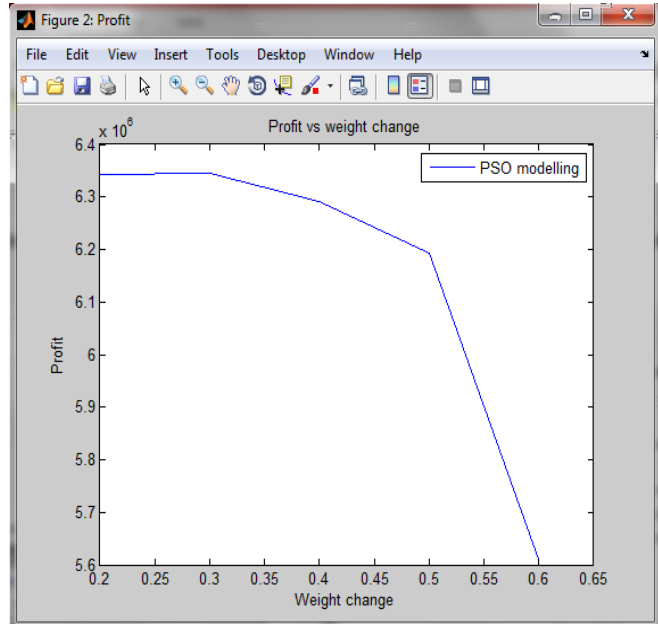 Figure 2: Profit
File Edit View Insert Tools Desktop Window Help
x 10^6
Profit vs weight change
PSO modelling
6.4
6.3
6.2
6.1
6
5.9
5.8
5.7
5.6
Profit
0.2 0.25 0.3 0.35 0.4 0.45 0.5 0.55 0.6 0.65
Weight change